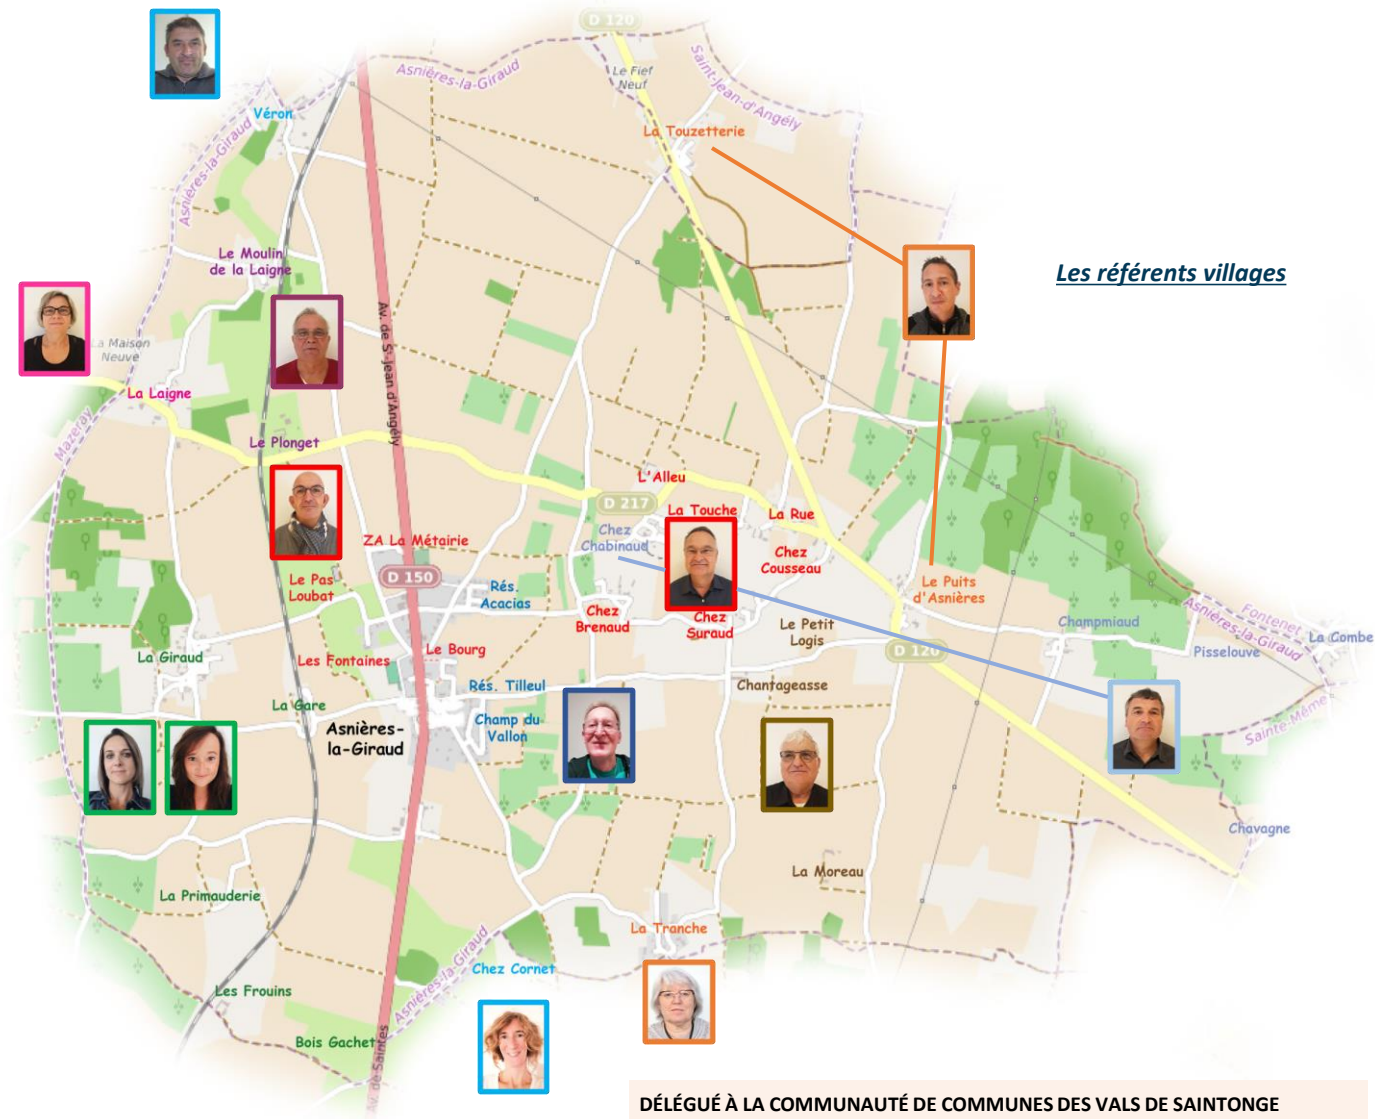 D 120
Asnières-la-Giraud
Saint-Jean-d'Angély
Le Fief
Neuf
Véron
La Touzetterie
Asnières-la-Giraud
Le Moulin
de la Laigne
Les référents villages
Av. de S'-Jean d'Angély
La Maison
Neuve
La Laigne
Mazeray
Le Plonget
L'Alleu
D 217
La Touche
La Rue
Chez
Chabinaud
ZA La Métairie
Chez
Cousseau
D 150
Le Pas
Loubat
Rés.
Acacias
Le Puits
d'Asnières
Chez
Brenaud
Chez
Suraud
Le Petit
Logis
Champmiaud
Asnières-la-Giraud
Fontenet
La Combe
Pisselouve
D 120
La Giraud
Les Fontaines
Le Bourg
Rés. Tilleul
Chantageasse
La Gare
Asnières-
la-Giraud
Champ du
Vallon
Sainte-Même
Chavagne
La Moreau
La Primauderie
La Tranche
Asnières-la-Giraud
Chez Cornet
Les Frouins
Bois Gachet
Av. de Saintes
DÉLÉGUÉ À LA COMMUNAUTÉ DE COMMUNES DES VALS DE SAINTONGE